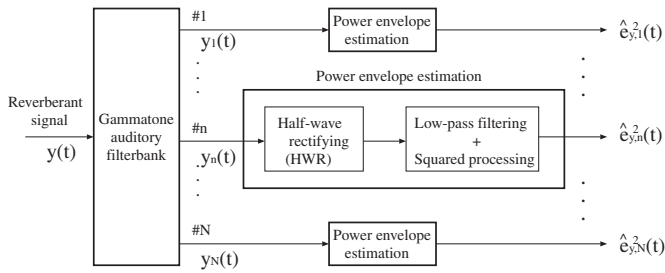 #1
Power envelope
estimation
y1(t)
ê²y,1(t)
Power envelope estimation
Reverberant
signal
y(t)
Gammatone
auditory
filterbank
#n
yn(t)
Half-wave
rectifying
(HWR)
Low-pass filtering
+
Squared processing
ê²y,n(t)
#N
yN(t)
Power envelope
estimation
ê²y,N(t)